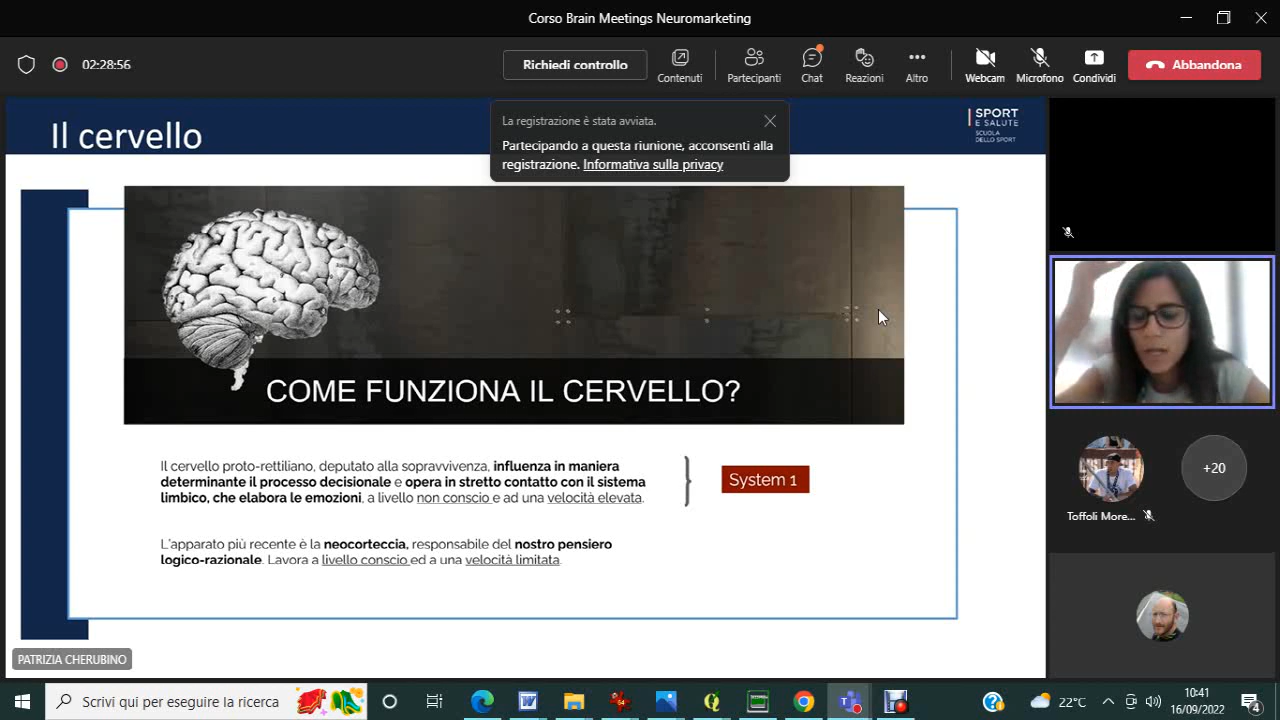 Corso Brain Meetings Neuromarketing
02:28:56
Richiedi controllo
Contenuti
Partecipanti
Chat
Reazioni
Altro
Webcam
Microfono
Condividi
Abbandona
La registrazione è stata avviata.
Partecipando a questa riunione, acconsenti alla
registrazione. Informativa sulla privacy
Il cervello
SPORT
E SALUTE
SCUOLA
DELLO SPORT
COME FUNZIONA IL CERVELLO?
Il cervello proto-rettiliano, deputato alla sopravvivenza, influenza in maniera
determinante il processo decisionale e opera in stretto contatto con il sistema
limbico, che elabora le emozioni, a livello non conscio e ad una velocità elevata.
System 1
L'apparato più recente è la neocorteccia, responsabile del nostro pensiero
logico-razionale. Lavora a livello conscio ed a una velocità limitata.
+20
Toffoli More...
PATRIZIA CHERUBINO
Scrivi qui per eseguire la ricerca
22°C
10:41
16/09/2022
4